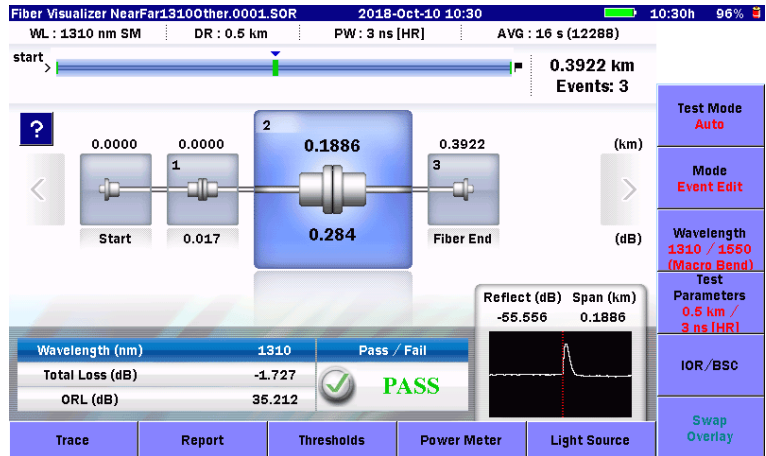 Fiber Visualizer NearFar1310Other.0001.SOR 2018-Oct-10 10:30 10:30h 96%
WL : 1310 nm SM DR : 0.5 km PW : 3 ns [HR] AVG : 16 s (12288)
start
0.3922 km
Events: 3
?
2
0.0000 0.0000 0.1886 0.3922 (km)
1 3
Start 0.017 0.284 Fiber End (dB)
Reflect (dB) Span (km)
-55.556 0.1886
Wavelength (nm) 1310 Pass / Fail
Total Loss (dB) -1.727
PASS
ORL (dB) 35.212
Test Mode
Auto
Mode
Event Edit
Wavelength
1310 / 1550
(Macro Bend)
Test
Parameters
0.5 km /
3 ns [HR]
IOR/BSC
Swap
Overlay
Trace Report Thresholds Power Meter Light Source